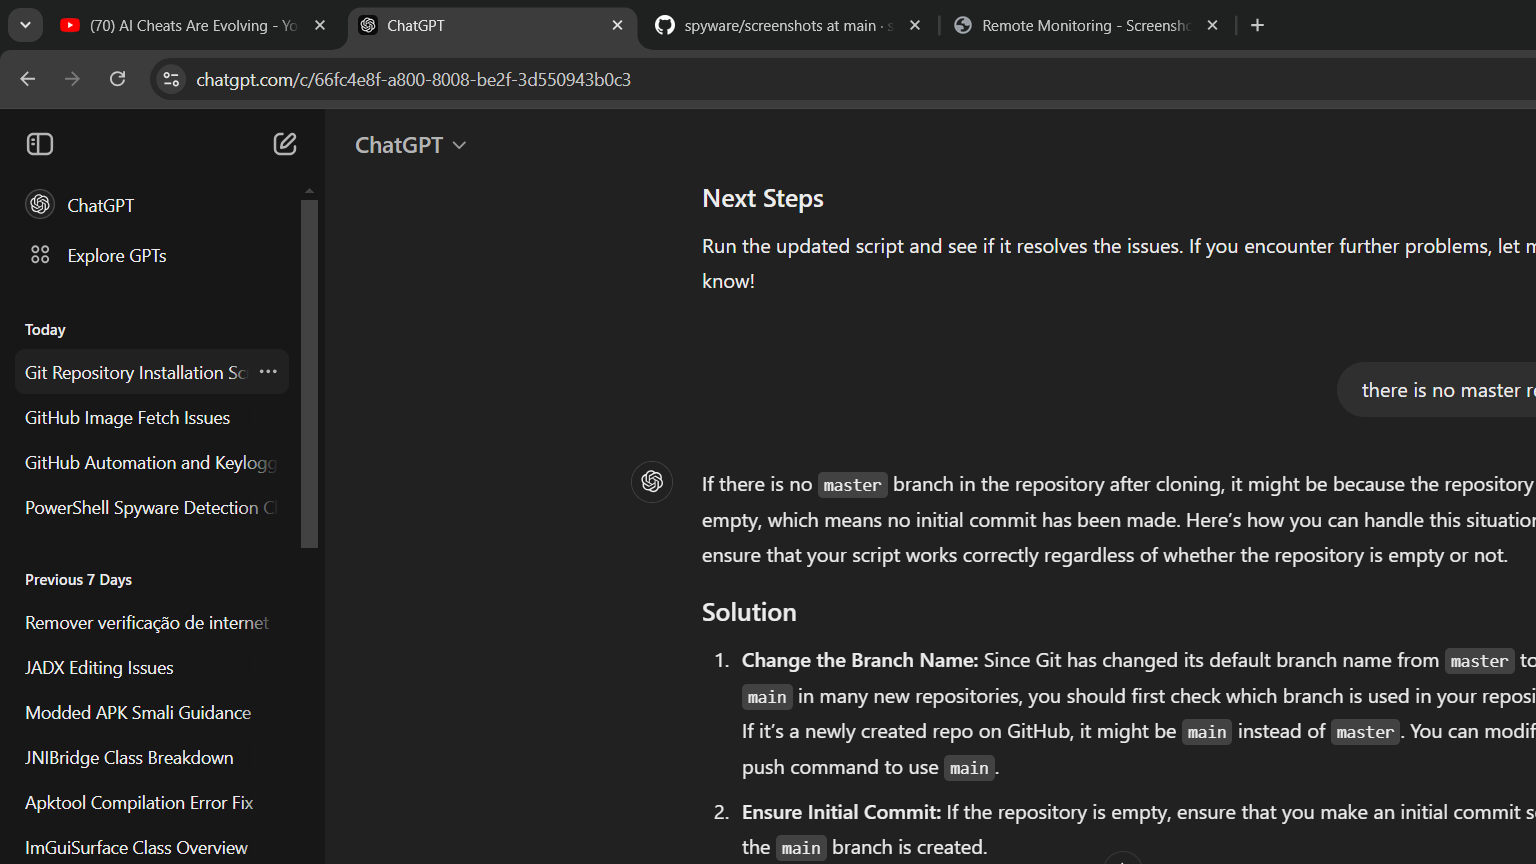 (70) AI Cheats Are Evolving - Yo
ChatGPT
spyware/screenshots at main · s
Remote Monitoring - Screensho
chatgpt.com/c/66fc4e8f-a800-8008-be2f-3d550943b0c3
ChatGPT
ChatGPT
Explore GPTs
Today
Git Repository Installation Sc
GitHub Image Fetch Issues
GitHub Automation and Keylogg
PowerShell Spyware Detection C
Previous 7 Days
Remover verificação de internet
JADX Editing Issues
Modded APK Smali Guidance
JNIBridge Class Breakdown
Apktool Compilation Error Fix
ImGuiSurface Class Overview
Next Steps
Run the updated script and see if it resolves the issues. If you encounter further problems, let m
know!
there is no master re
If there is no master branch in the repository after cloning, it might be because the repository
empty, which means no initial commit has been made. Here's how you can handle this situation
ensure that your script works correctly regardless of whether the repository is empty or not.
Solution
1. Change the Branch Name: Since Git has changed its default branch name from master to
main in many new repositories, you should first check which branch is used in your reposi
If it's a newly created repo on GitHub, it might be main instead of master. You can modif
push command to use main.
2. Ensure Initial Commit: If the repository is empty, ensure that you make an initial commit s
the main branch is created.